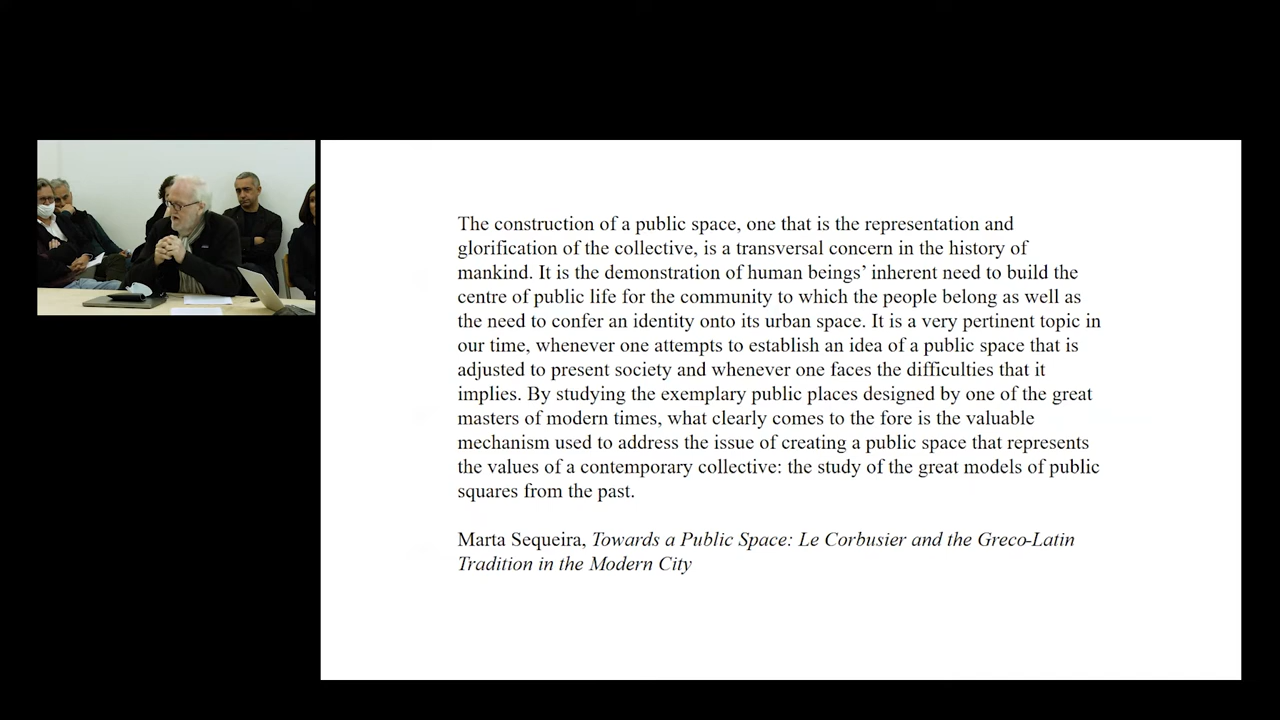 The construction of a public space, one that is the representation and
glorification of the collective, is a transversal concern in the history of
mankind. It is the demonstration of human beings’ inherent need to build the
centre of public life for the community to which the people belong as well as
the need to confer an identity onto its urban space. It is a very pertinent topic in
our time, whenever one attempts to establish an idea of a public space that is
adjusted to present society and whenever one faces the difficulties that it
implies. By studying the exemplary public places designed by one of the great
masters of modern times, what clearly comes to the fore is the valuable
mechanism used to address the issue of creating a public space that represents
the values of a contemporary collective: the study of the great models of public
squares from the past.
Marta Sequeira, Towards a Public Space: Le Corbusier and the Greco-Latin
Tradition in the Modern City